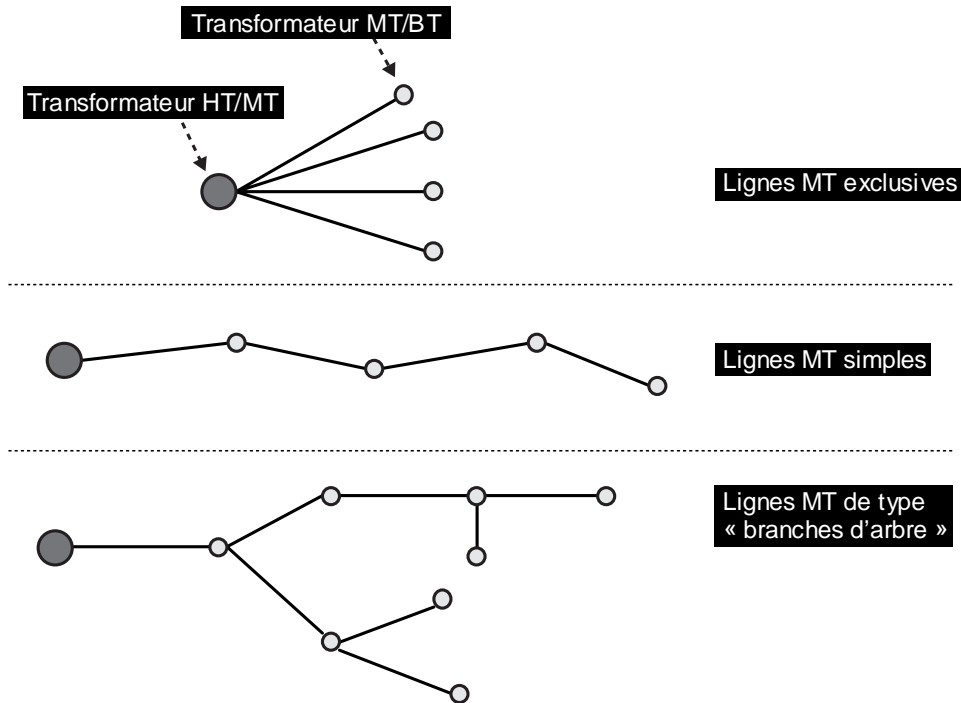 Transformateur MT/BT
Transformateur HT/MT
Lignes MT exclusives
Lignes MT simples
Lignes MT de type
« branches d'arbre »